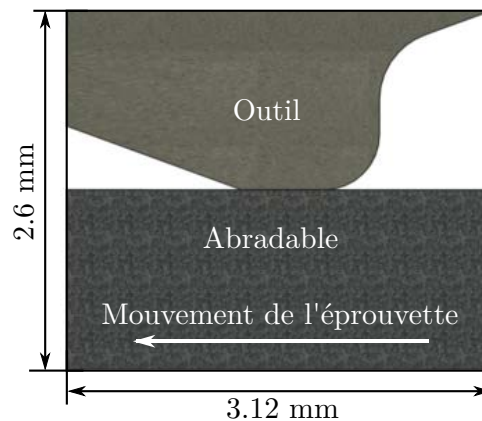 Outil
2.6 mm
Abradable
Mouvement de l'éprouvette
3.12 mm